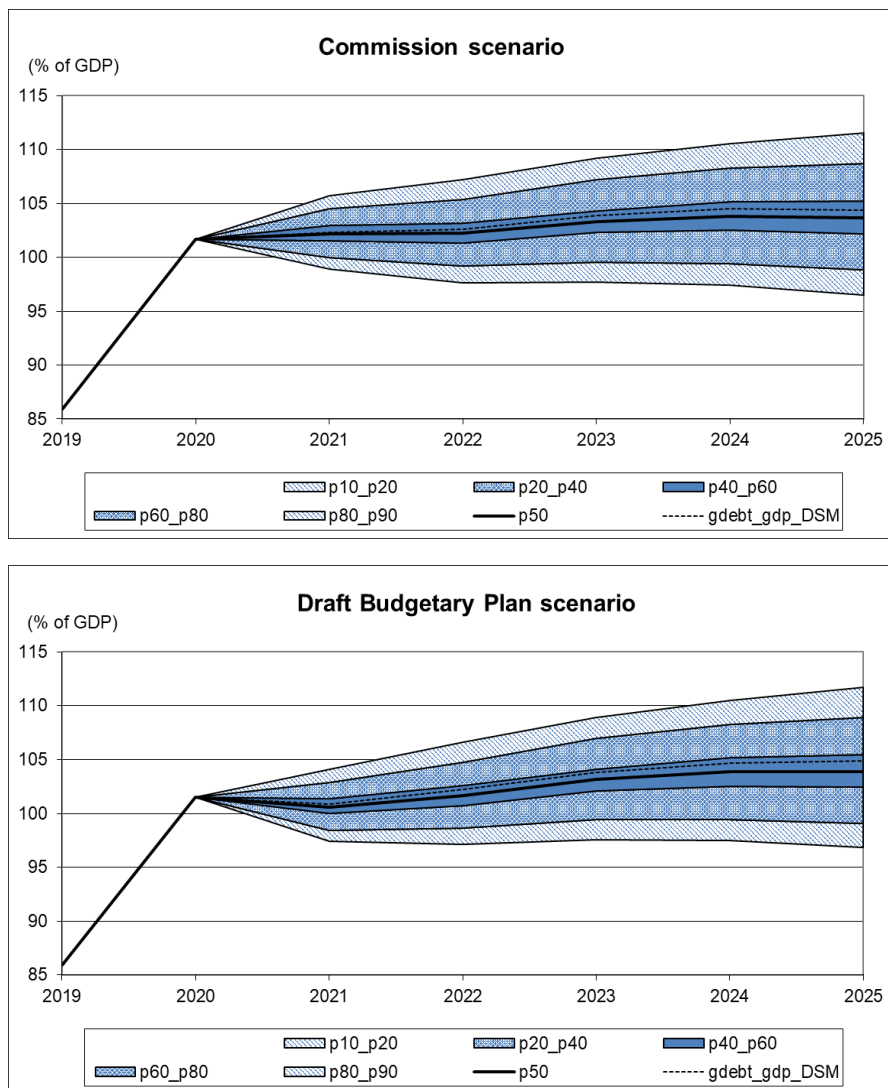 Commission scenario
(% of GDP)
115
110
105
100
95
90
85
2019 2020 2021 2022 2023 2024 2025
p10_p20 p20_p40 p40_p60
p60_p80 p80_p90 p50 gdebt_gdp_DSM
Draft Budgetary Plan scenario
(% of GDP)
115
110
105
100
95
90
85
2019 2020 2021 2022 2023 2024 2025
p10_p20 p20_p40 p40_p60
p60_p80 p80_p90 p50 gdebt_gdp_DSM